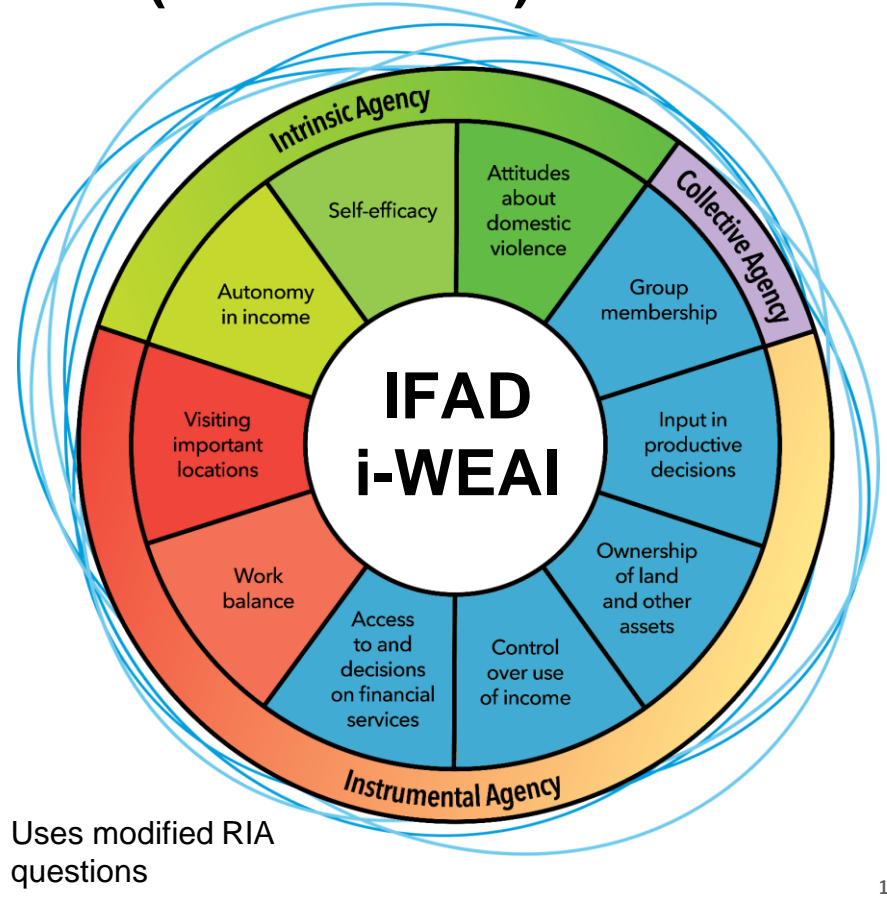 Intrinsic Agency
Collective Agency
Self-efficacy
Attitudes
about
domestic
violence
Autonomy
in income
Group
membership
IFAD
i-WEAI
Visiting
important
locations
Input in
productive
decisions
Work
balance
Ownership
of land
and other
assets
Access
to and
decisions
on financial
services
Control
over use
of income
Instrumental Agency
Uses modified RIA
questions
1